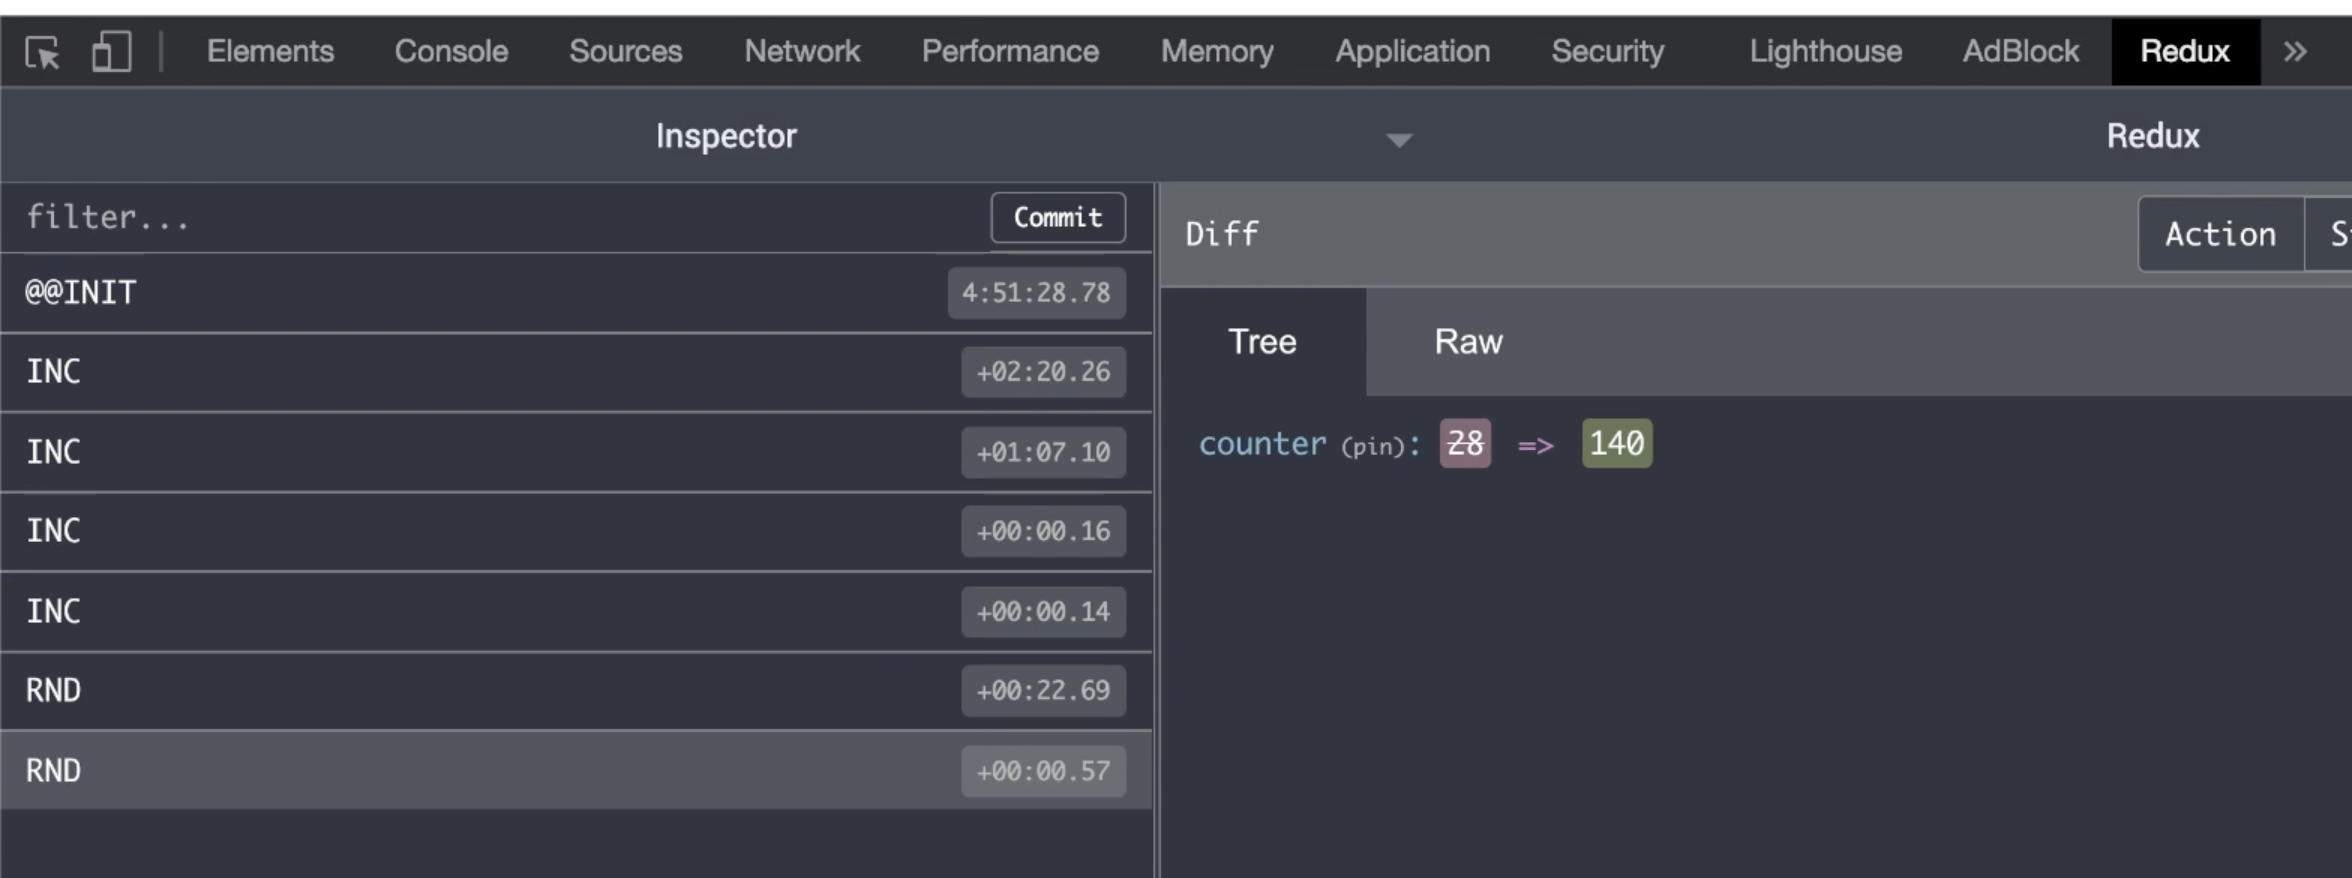 Elements Console Sources Network Performance Memory Application Security Lighthouse AdBlock Redux »
Inspector Redux
filter... Commit
@@INIT 4:51:28.78
INC +02:20.26
INC +01:07.10
INC +00:00.16
INC +00:00.14
RND +00:22.69
RND +00:00.57
Diff Action
Tree Raw
counter (pin): 28 => 140